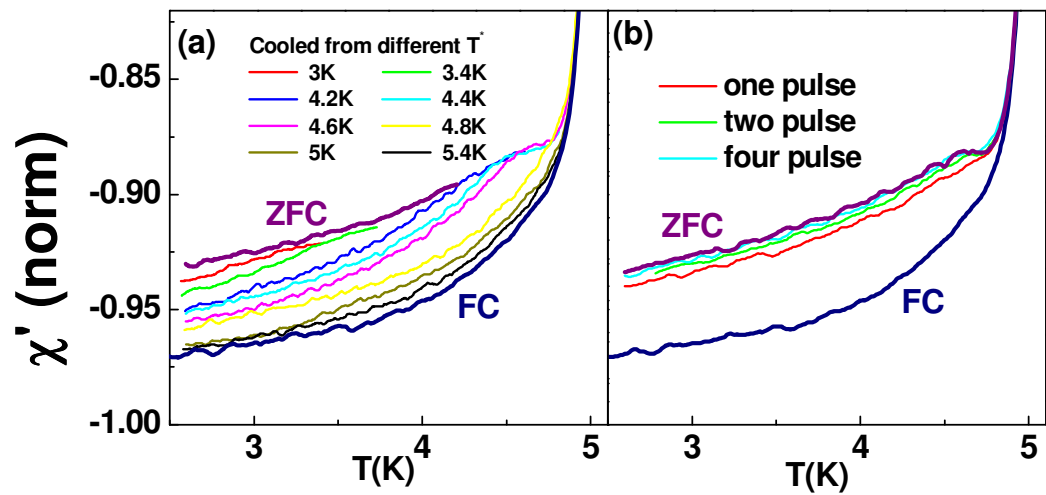 χ' (norm)
-0.85
-0.90
-0.95
-1.00
(a)
Cooled from different T*
3K 3.4K
4.2K 4.4K
4.6K 4.8K
5K 5.4K
ZFC
FC
3 4 5
T(K)
(b)
one pulse
two pulse
four pulse
ZFC
FC
3 4 5
T(K)